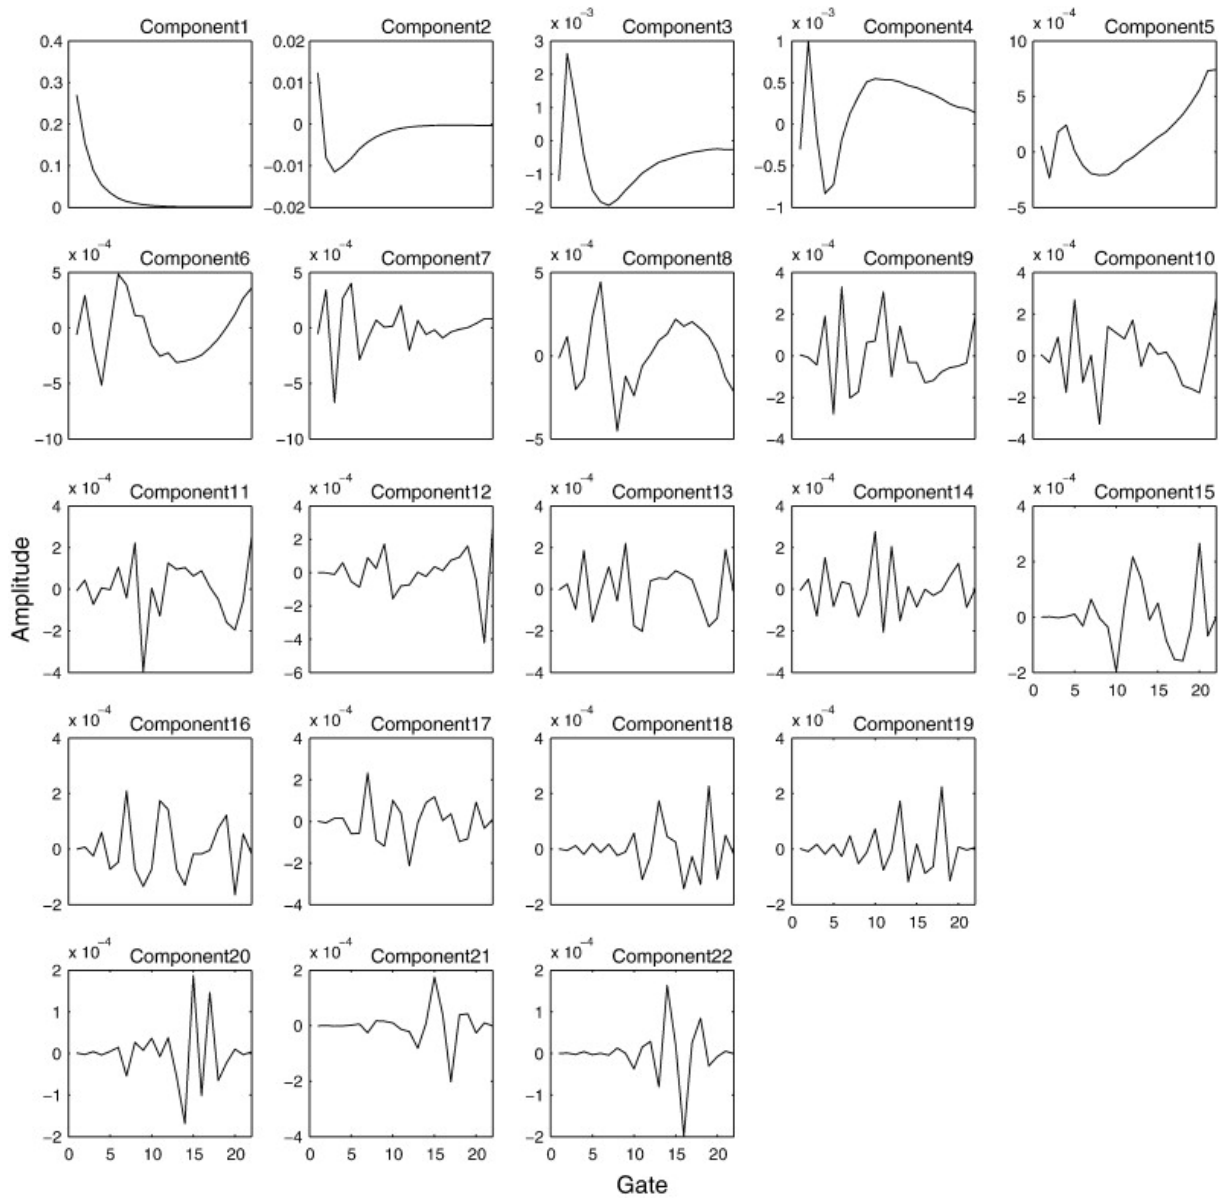 Component1 Component2 Component3 Component4 Component5
x 10−3 x 10−3 x 10−4
0.4 0.02 3 1 10
0.3 0.01 2 0.5 5
0.2 0 1 0 0
0.1 −0.01 0 −0.5 −5
0 −0.02 −1 −1
−2
Component6 Component7 Component8 Component9 Component10
x 10−4 x 10−4 x 10−4 x 10−4 x 10−4
5 5 5 4 4
0 0 0 2 2
−5 −5 −5 0 0
−10 −10 −2 −2
−4 −4
Component11 Component12 Component13 Component14 Component15
x 10−4 x 10−4 x 10−4 x 10−4 x 10−4
4 4 4 4 4
2 2 2 2 2
0 0 0 0 0
−2 −2 −2 −2 −2
−4 −4 −4 −4
−6
0 5 10 15 20
Amplitude
Component16 Component17 Component18 Component19
x 10−4 x 10−4 x 10−4 x 10−4
4 4 4 4
2 2 2 2
0 0 0 0
−2 −2 −2 −2
−4
0 5 10 15 20
Component20 Component21 Component22
x 10−4 x 10−4 x 10−4
2 2 2
1 0 1
0 −2 0
−1 −4 −1
−2 −2
0 5 10 15 20 0 5 10 15 20 0 5 10 15 20
Gate